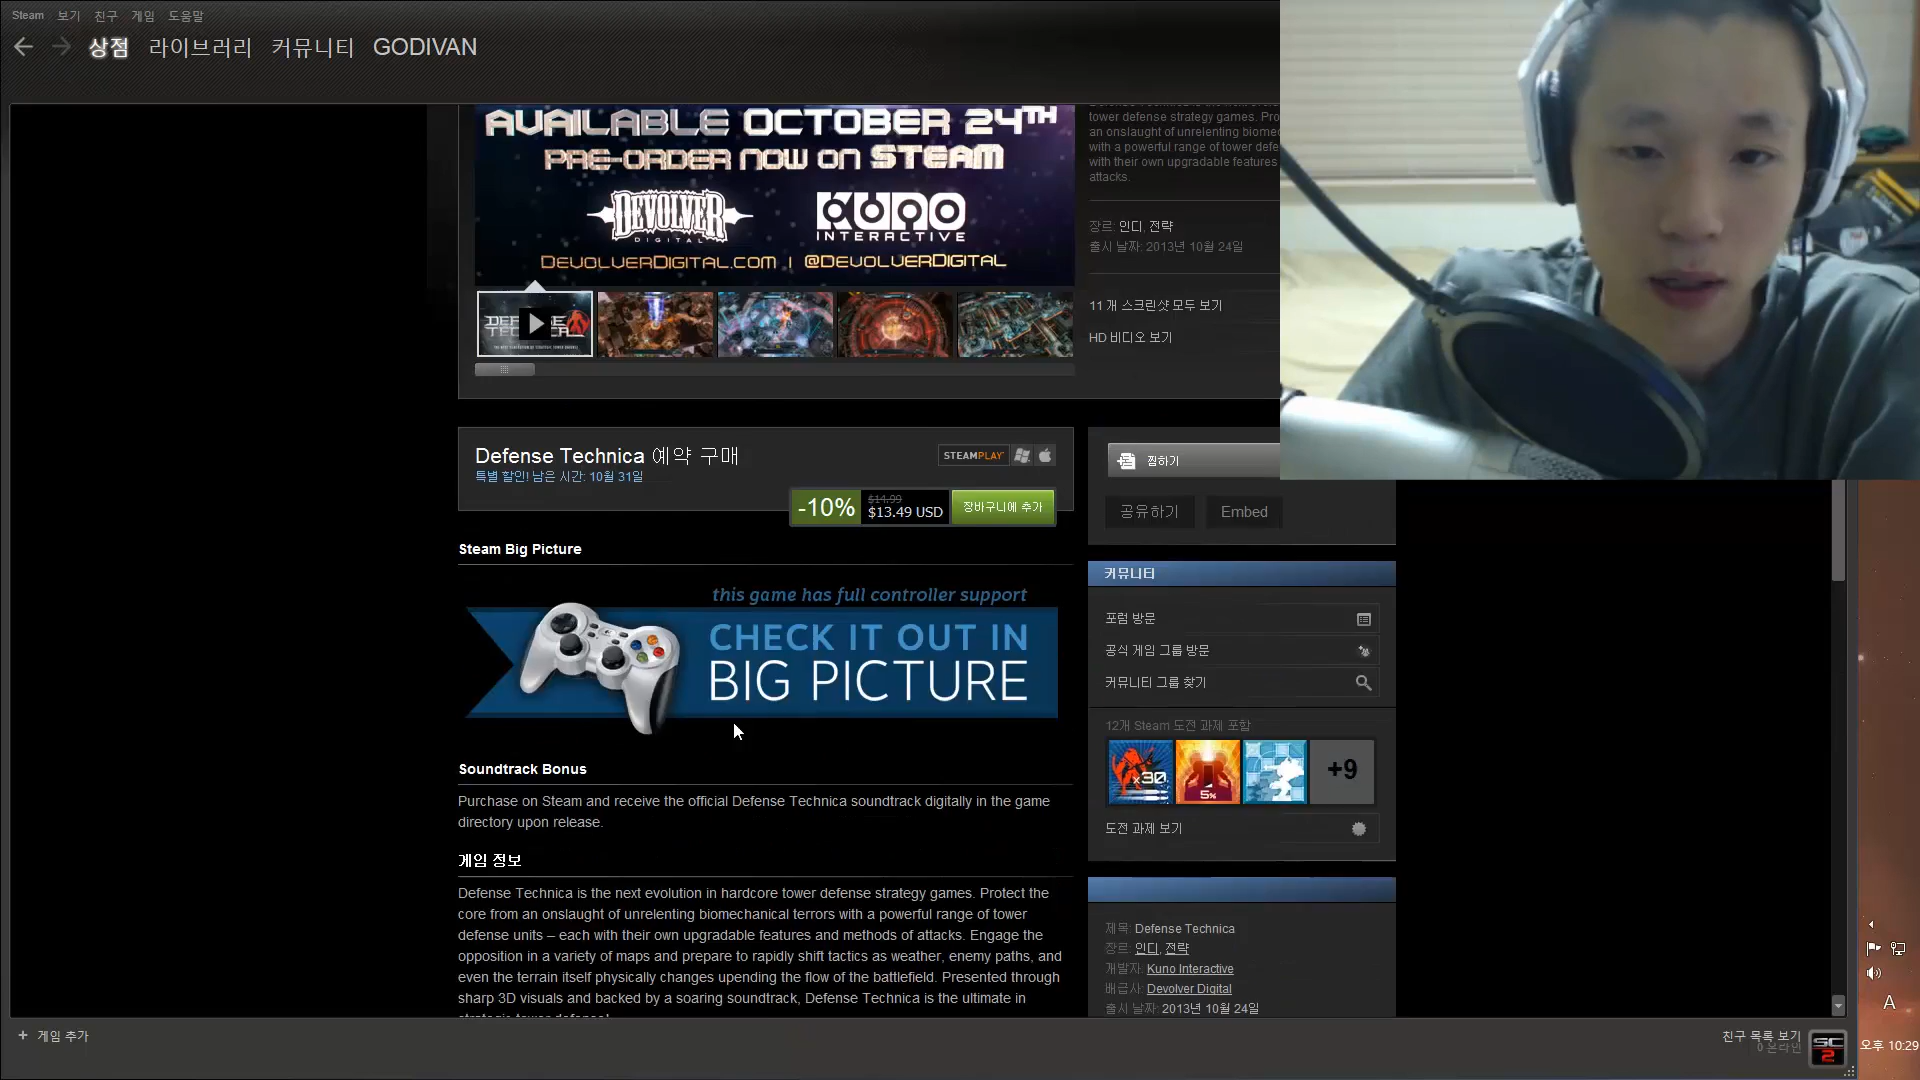 Steam 보기 친구 게임 도움말
상점 라이브러리 커뮤니티 GODIVAN
AVAILABLE OCTOBER 24TH
PRE-ORDER NOW ON STEAM
DEVOLVER
DIGITAL
KUNO
INTERACTIVE
DEVOLVERDIGITAL.COM | @DEVOLVERDIGITAL
tower defense strategy games. Pro
an onslaught of unrelenting biomec
with a powerful range of tower defe
with their own upgradable features
attacks.
장르: 인디, 전략
출시 날짜: 2013년 10월 24일
11 개 스크린샷 모두 보기
HD 비디오 보기
Defense Technica 예약 구매
특별 할인! 남은 시간: 10월 31일
STEAMPLAY
-10%
$14.99
$13.49 USD
장바구니에 추가
찜하기
공유하기
Embed
Steam Big Picture
this game has full controller support
CHECK IT OUT IN
BIG PICTURE
Soundtrack Bonus
Purchase on Steam and receive the official Defense Technica soundtrack digitally in the game
directory upon release.
게임 정보
Defense Technica is the next evolution in hardcore tower defense strategy games. Protect the
core from an onslaught of unrelenting biomechanical terrors with a powerful range of tower
defense units – each with their own upgradable features and methods of attacks. Engage the
opposition in a variety of maps and prepare to rapidly shift tactics as weather, enemy paths, and
even the terrain itself physically changes upending the flow of the battlefield. Presented through
sharp 3D visuals and backed by a soaring soundtrack, Defense Technica is the ultimate in
strategic tower defense!
커뮤니티
포럼 방문
공식 게임 그룹 방문
커뮤니티 그룹 찾기
12개 Steam 도전 과제 포함
x30
5%
+9
도전 과제 보기
제목: Defense Technica
장르: 인디, 전략
개발자: Kuno Interactive
배급사: Devolver Digital
출시 날짜: 2013년 10월 24일
+ 게임 추가
친구 목록 보기
0 온라인
SC
2
A
오후 10:29